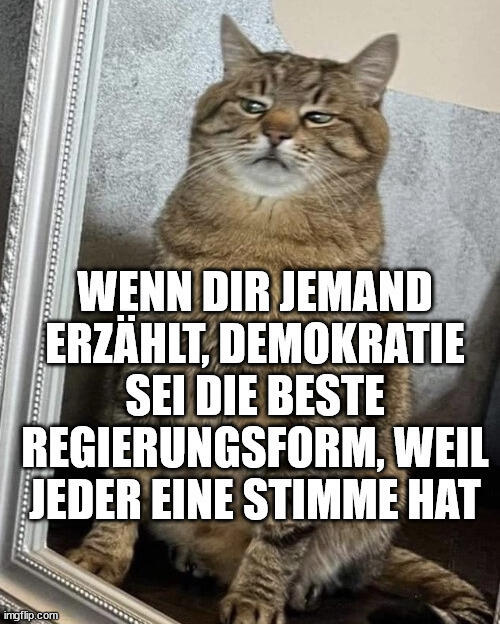 WENN DIR JEMAND
ERZÄHLT, DEMOKRATIE
SEI DIE BESTE
REGIERUNGSFORM, WEIL
JEDER EINE STIMME HAT
imgflip.com